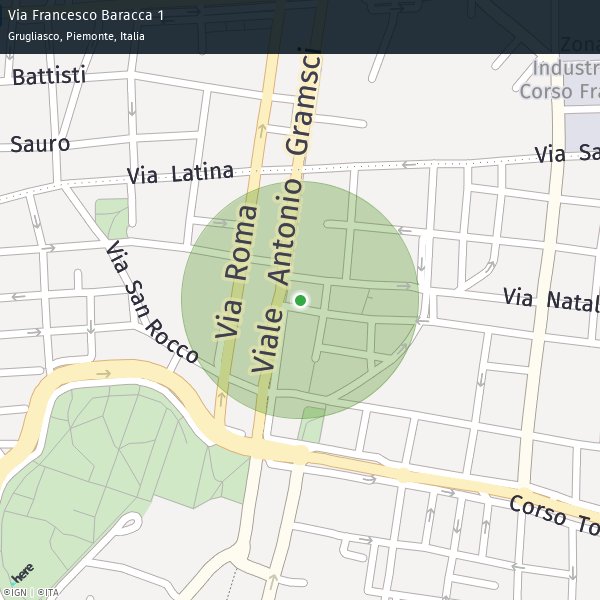 Via Francesco Baracca 1
Grugliasco, Piemonte, Italia
Zona
Industr
Corso Fra
Battisti
Viale Antonio Gramsci
Sauro
Via Latina
Via Sa
Via Roma
Via San Rocco
Via Natal
Corso To
here
©IGN | ©ITA